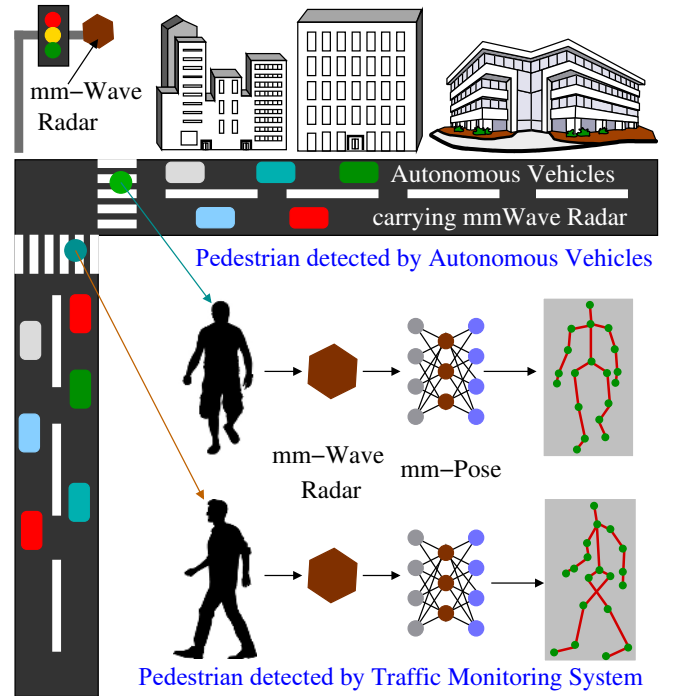 mm−Wave
Radar
Autonomous Vehicles
carrying mmWave Radar
Pedestrian detected by Autonomous Vehicles
mm−Wave
Radar
mm−Pose
Pedestrian detected by Traffic Monitoring System